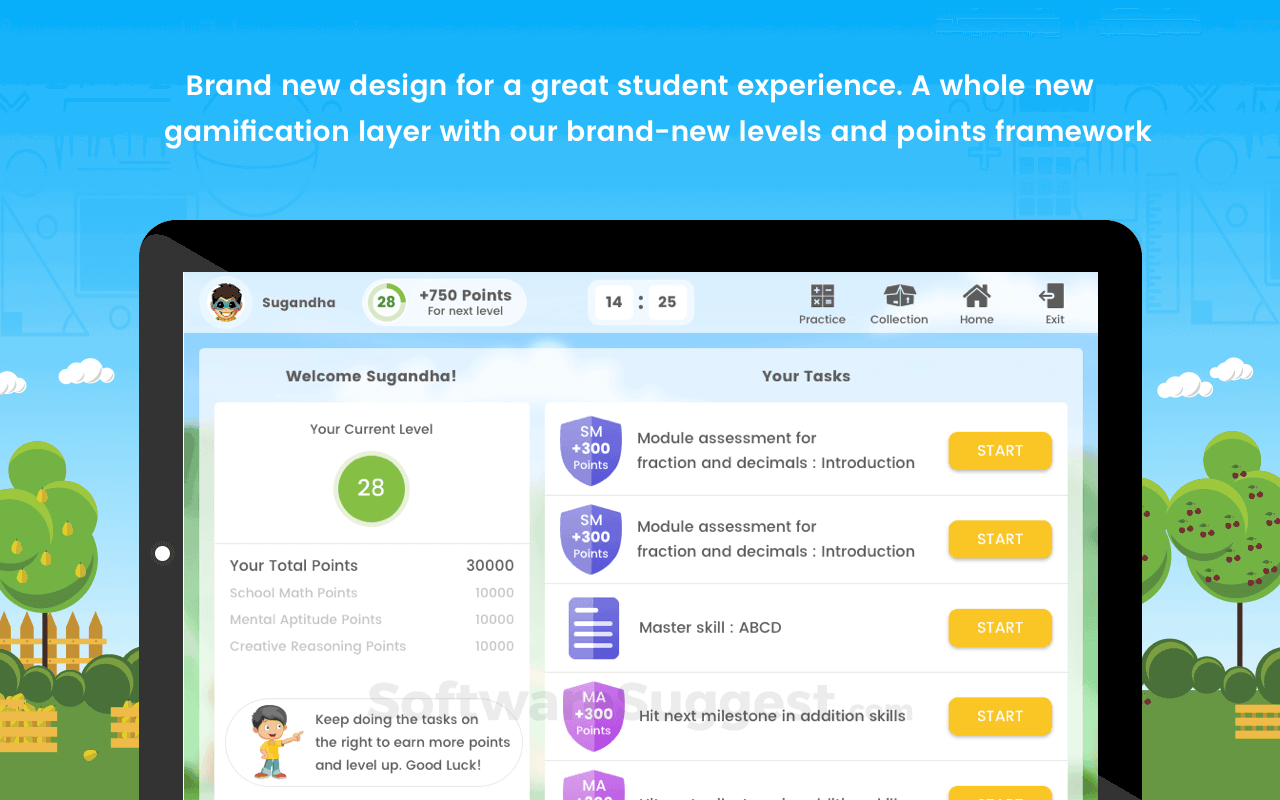 Brand new design for a great student experience. A whole new
gamification layer with our brand-new levels and points framework
Sugandha
28
+750 Points
For next level
14 : 25
Practice
Collection
Home
Exit
Welcome Sugandha!
Your Current Level
28
Your Total Points 30000
School Math Points 10000
Mental Aptitude Points 10000
Creative Reasoning Points 10000
Keep doing the tasks on
the right to earn more points
and level up. Good Luck!
Your Tasks
SM
+300
Points
Module assessment for
fraction and decimals : Introduction
START
SM
+300
Points
Module assessment for
fraction and decimals : Introduction
START
Master skill : ABCD
START
MA
+300
Points
Hit next milestone in addition skills
START
MA
SoftwareSuggest.com